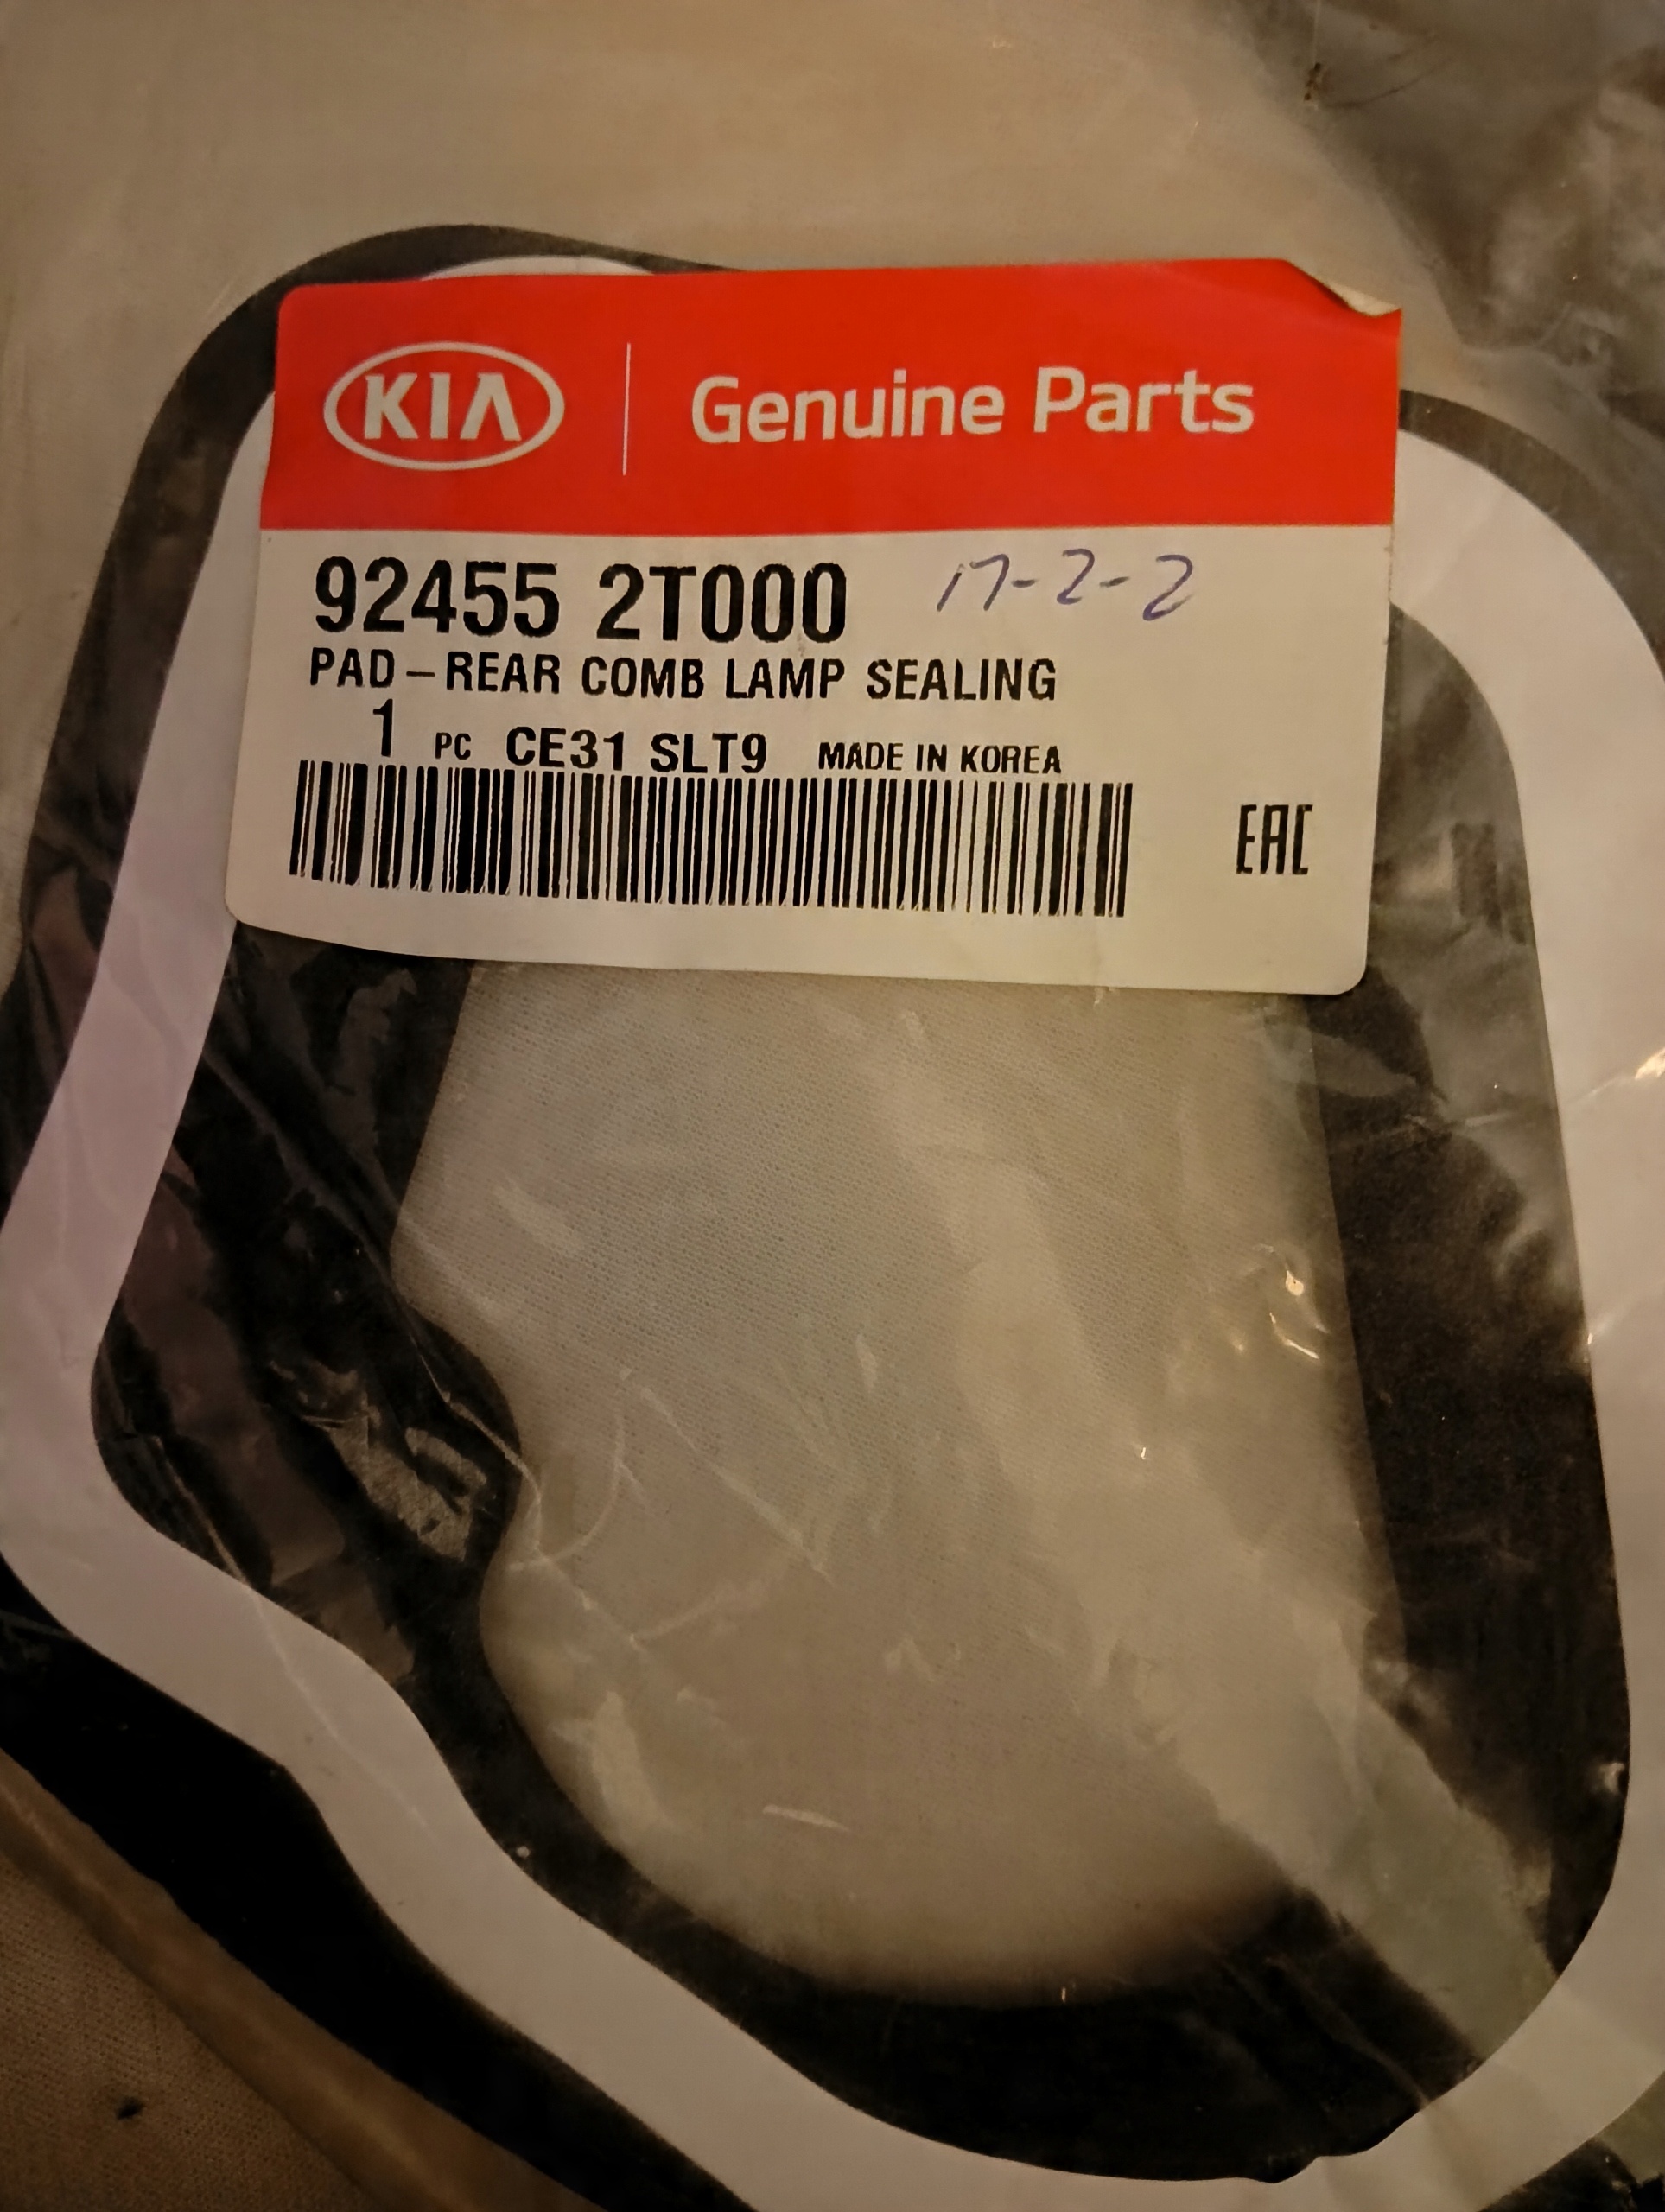 KIA Genuine Parts
92455 2T000 17-2-2
PAD-REAR COMB LAMP SEALING
1 PC CE31 SLT9 MADE IN KOREA
EAC